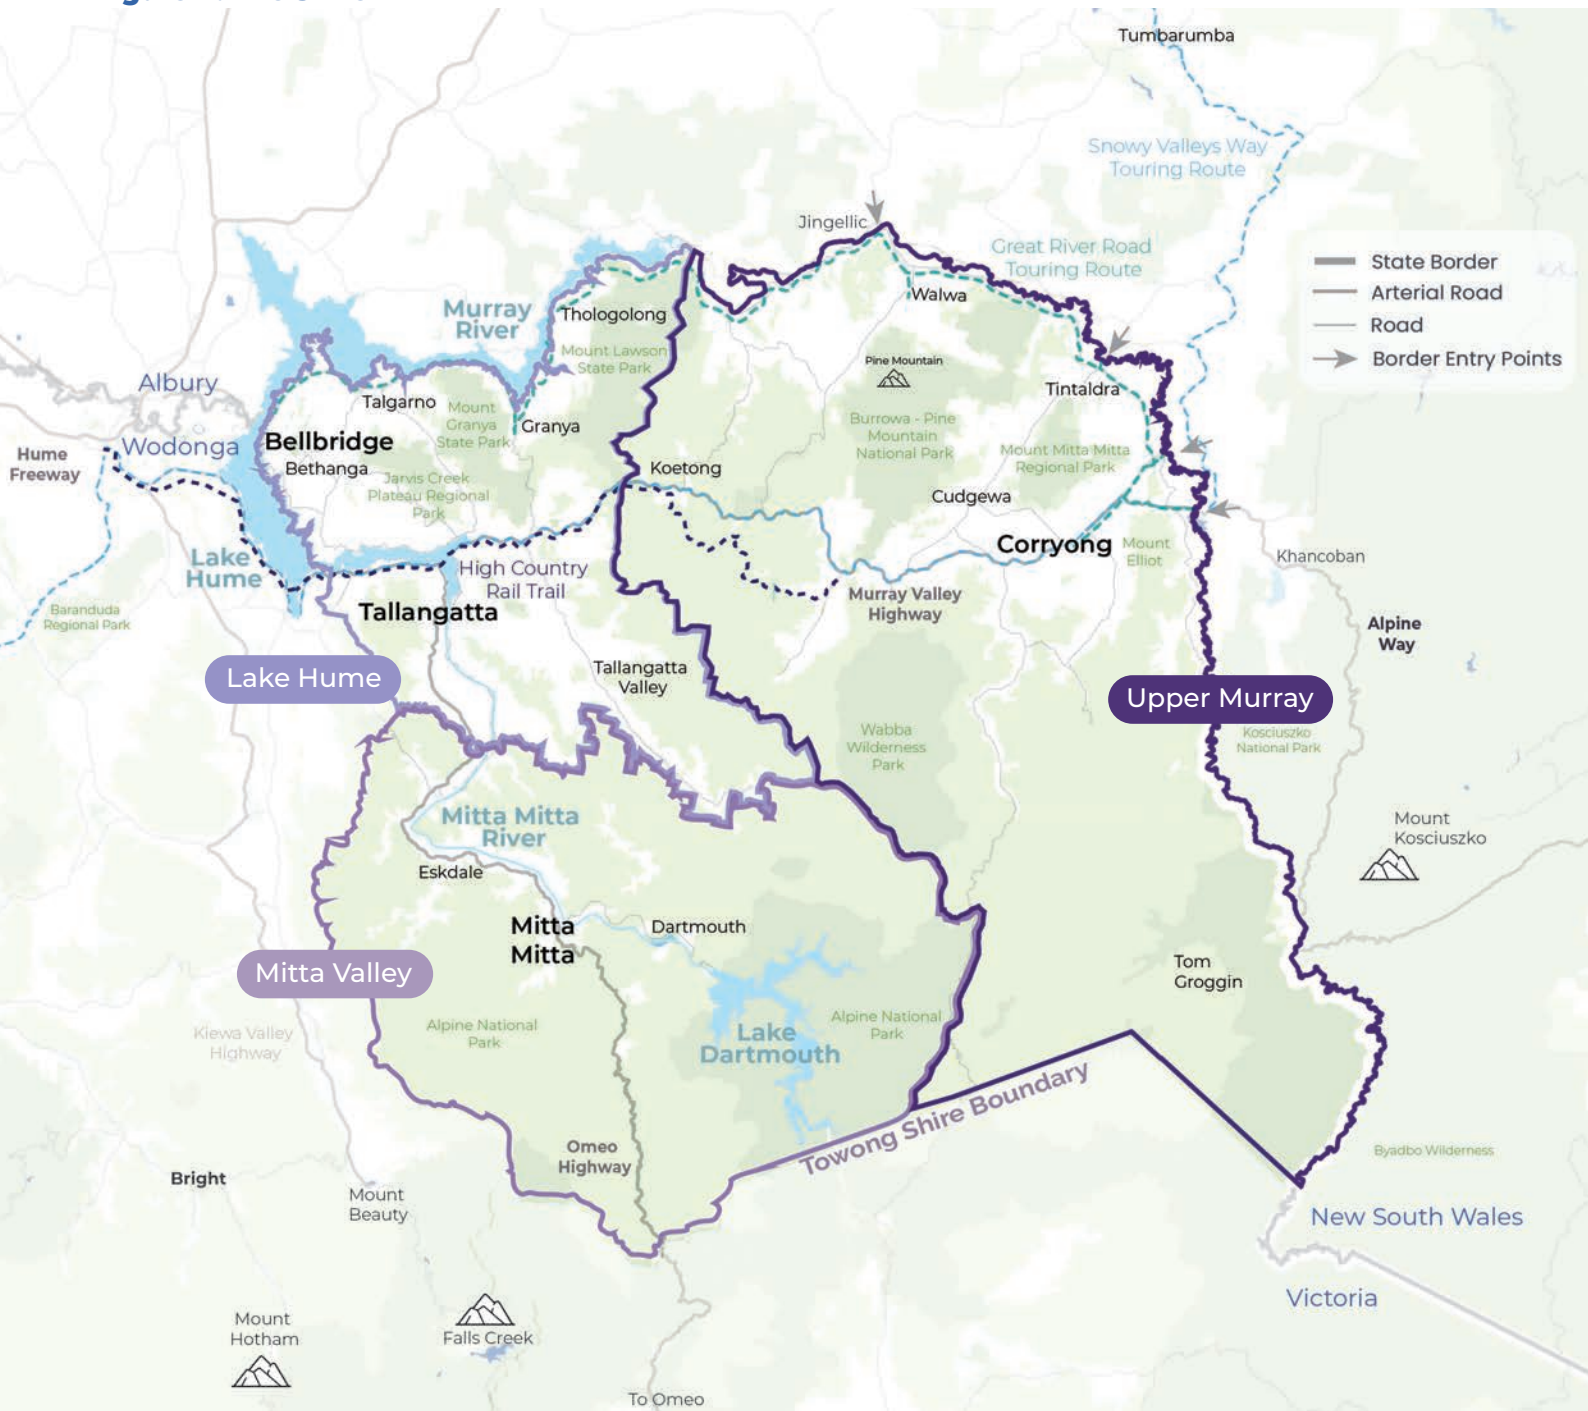 Tumbarumba
Snowy Valleys Way
Touring Route
Jingellic
Great River Road
Touring Route
State Border
Arterial Road
Road
Border Entry Points
Murray
River
Thologolong
Walwa
Mount Lawson
State Park
Pine Mountain
Albury
Talgarno
Tintaldra
Mount
Granya
State Park
Granya
Burrowa - Pine
Mountain
National Park
Wodonga
Bellbridge
Bethanga
Hume
Freeway
Koetong
Mount Mitta Mitta
Regional Park
Jarvis Creek
Plateau Regional
Park
Cudgewa
Corryong
Mount
Elliot
Khancoban
Lake
Hume
High Country
Rail Trail
Murray Valley
Highway
Baranduda
Regional Park
Tallangatta
Alpine
Way
Lake Hume
Tallangatta
Valley
Upper Murray
Wabba
Wilderness
Park
Kosciuszko
National Park
Mitta Mitta
River
Mount
Kosciuszko
Eskdale
Mitta
Mitta
Dartmouth
Mitta Valley
Tom
Groggin
Alpine National
Park
Alpine National
Park
Kiewa Valley
Highway
Lake
Dartmouth
Towong Shire Boundary
Omeo
Highway
Byadbo Wilderness
Bright
Mount
Beauty
New South Wales
Victoria
Mount
Hotham
Falls Creek
To Omeo